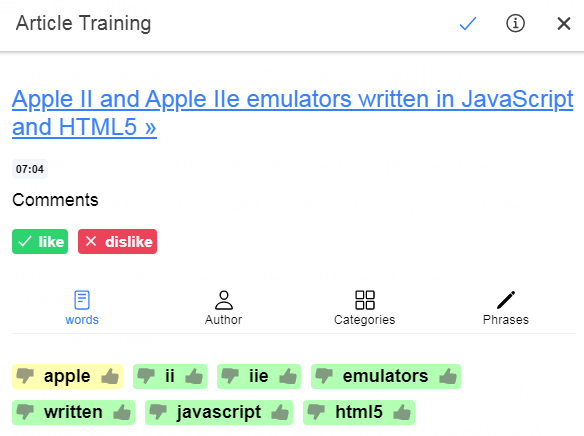 Article Training
Apple II and Apple IIe emulators written in JavaScript
and HTML5 »
07:04
Comments
like dislike
words Author Categories Phrases
apple ii iie emulators
written javascript html5